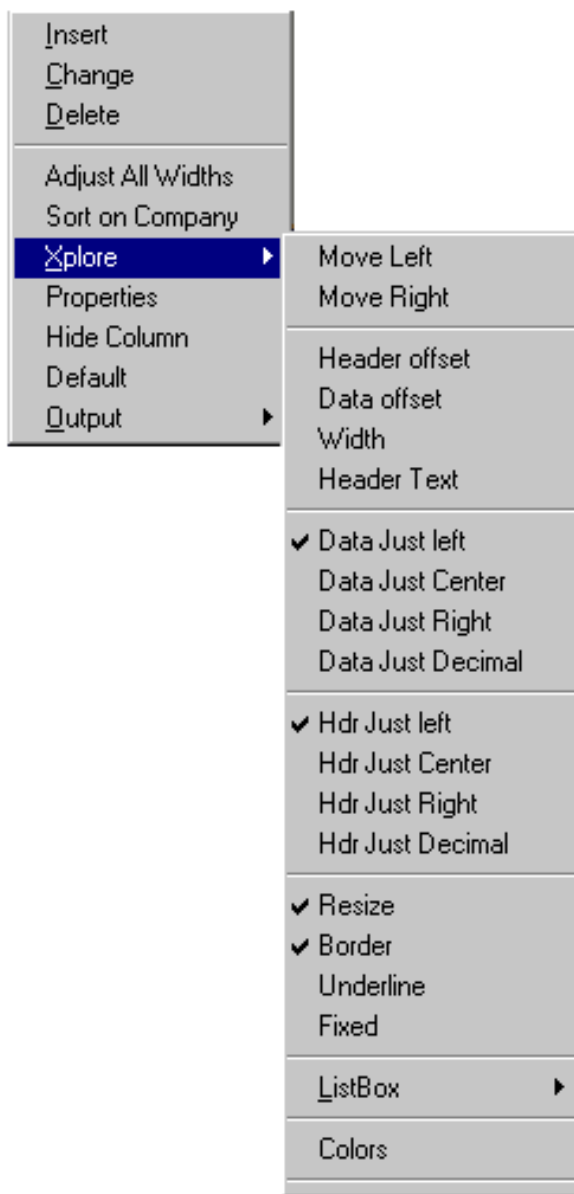 Insert
Change
Delete
Adjust All Widths
Sort on Company
Xplore
Properties
Hide Column
Default
Output
Move Left
Move Right
Header offset
Data offset
Width
Header Text
Data Just left
Data Just Center
Data Just Right
Data Just Decimal
Hdr Just left
Hdr Just Center
Hdr Just Right
Hdr Just Decimal
Resize
Border
Underline
Fixed
ListBox
Colors